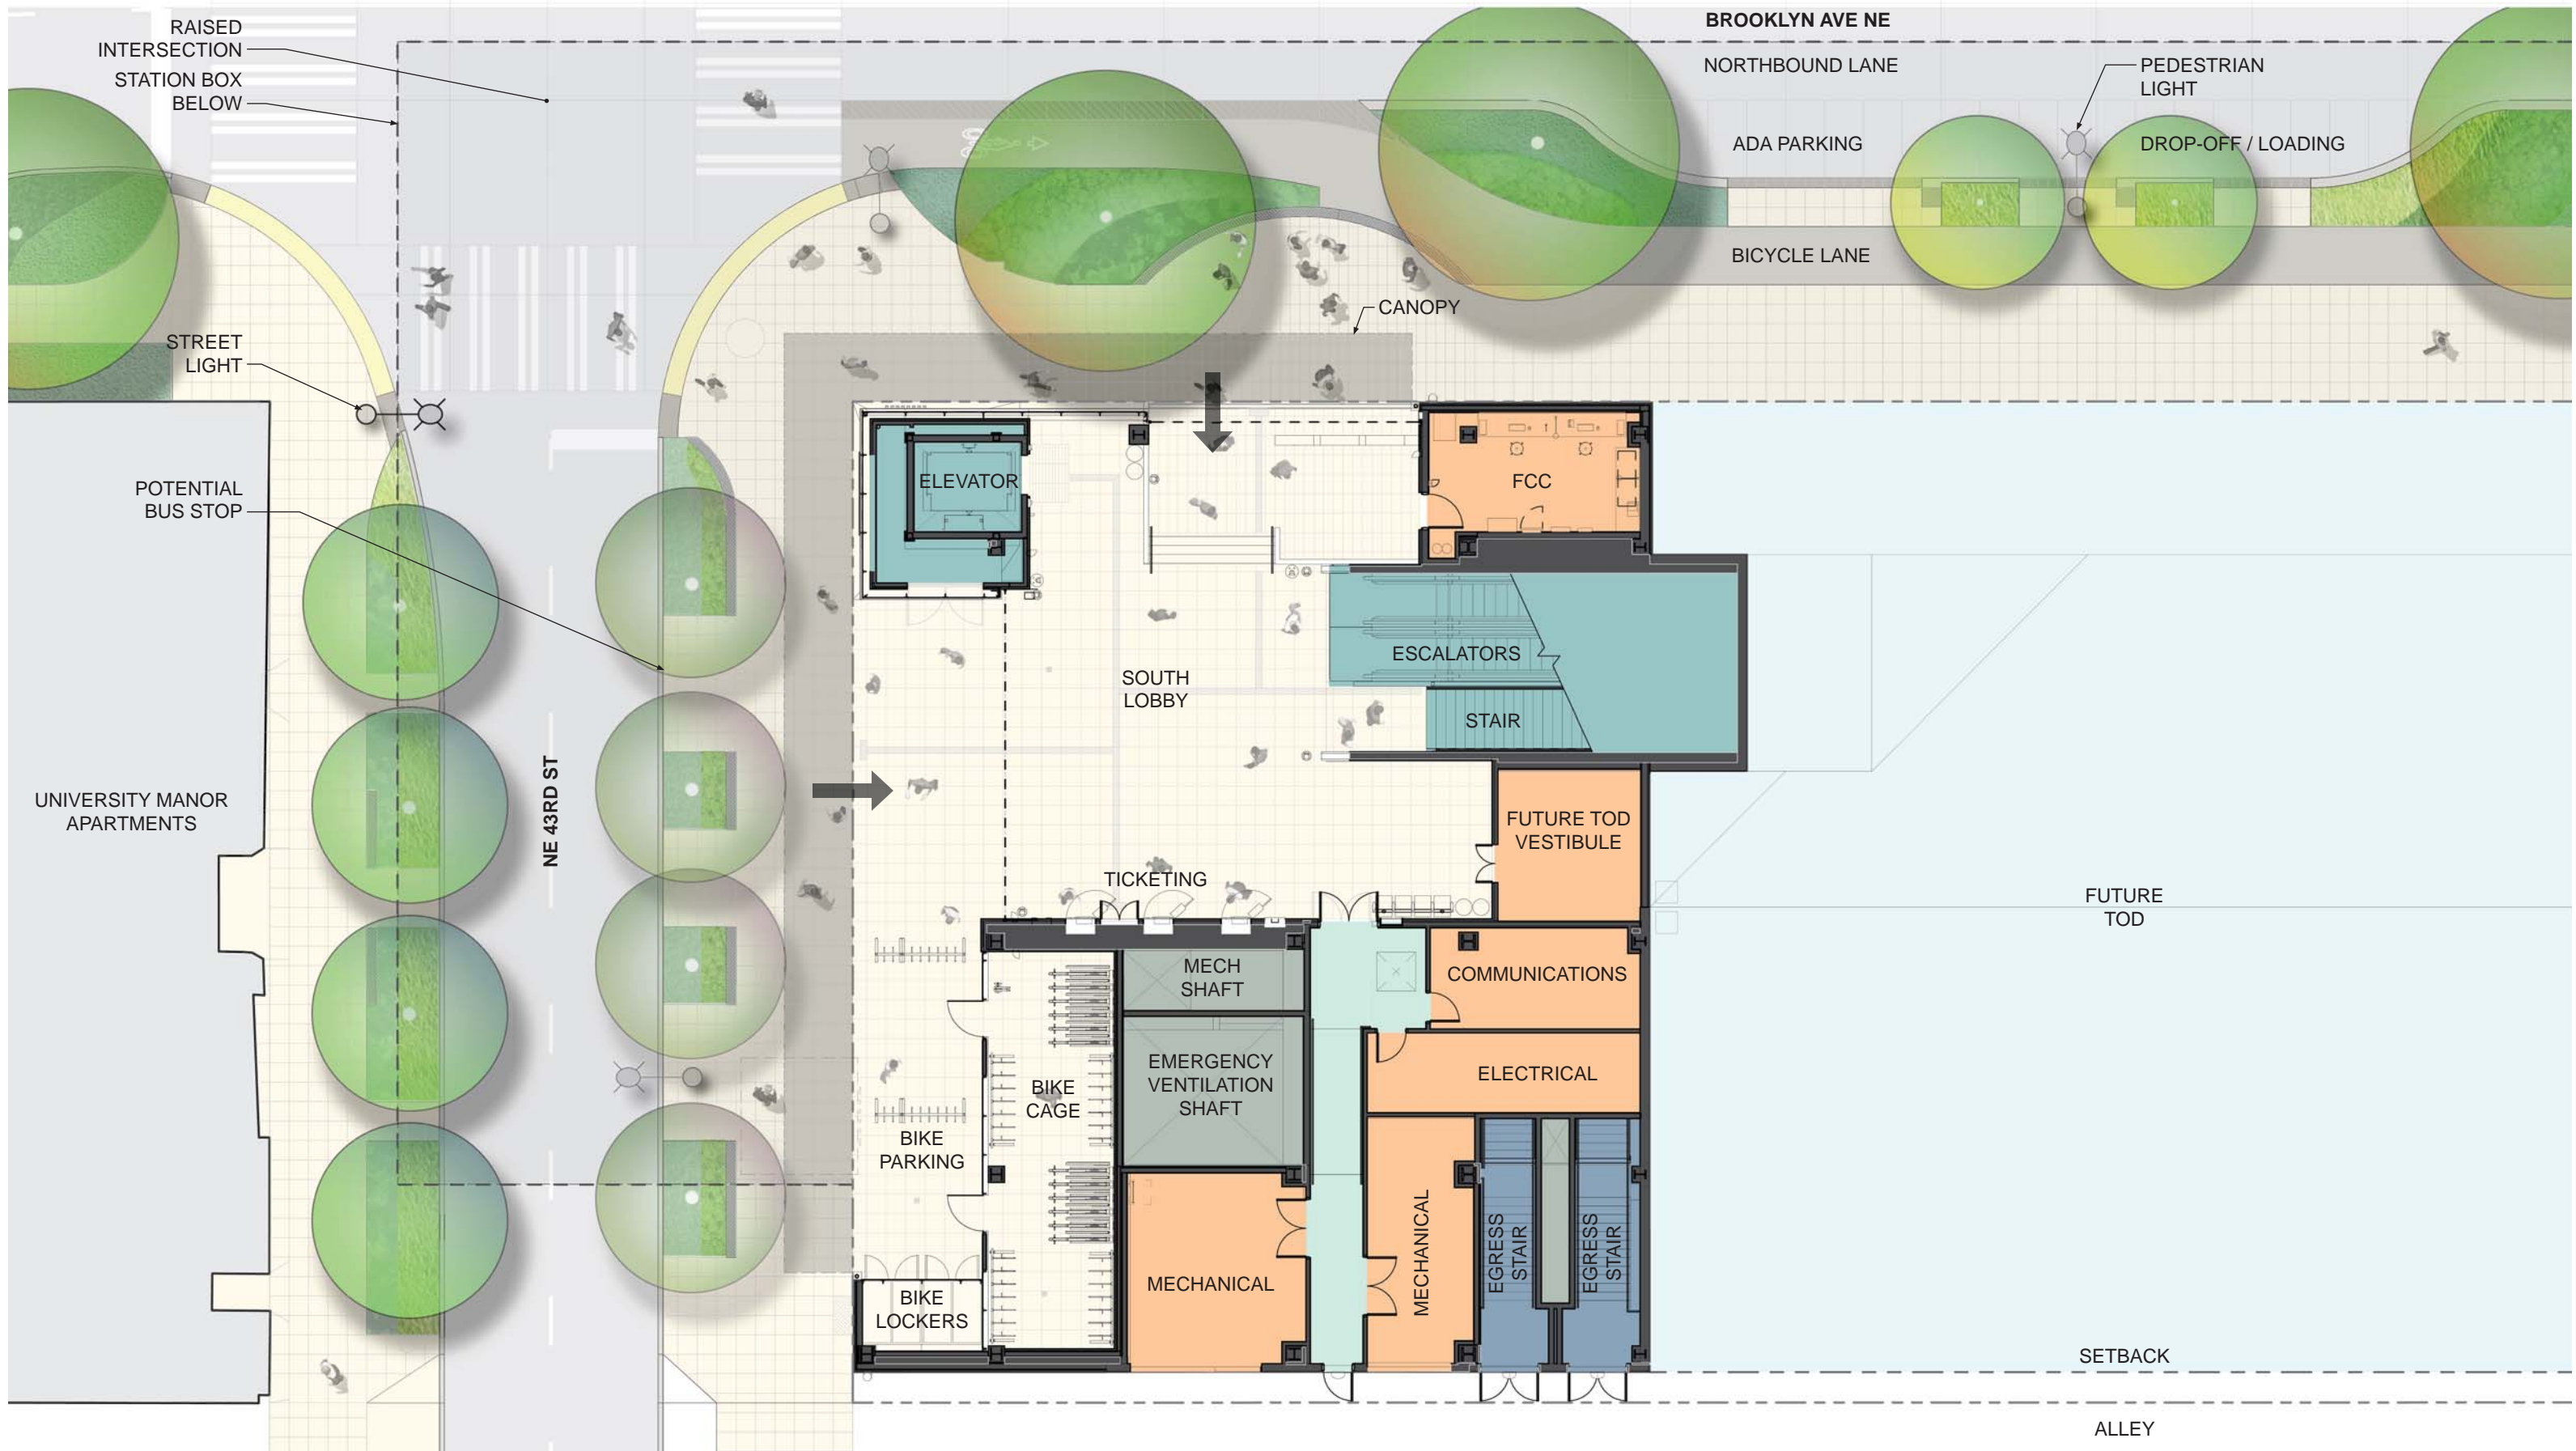 BROOKLYN AVE NE
RAISED
INTERSECTION
STATION BOX
BELOW
NORTHBOUND LANE
PEDESTRIAN
LIGHT
ADA PARKING
DROP-OFF / LOADING
BICYCLE LANE
CANOPY
STREET
LIGHT
POTENTIAL
BUS STOP
ELEVATOR
FCC
ESCALATORS
SOUTH
LOBBY
STAIR
UNIVERSITY MANOR
APARTMENTS
NE 43RD ST
FUTURE TOD
VESTIBULE
TICKETING
FUTURE
TOD
MECH
SHAFT
COMMUNICATIONS
EMERGENCY
VENTILATION
SHAFT
ELECTRICAL
BIKE
CAGE
BIKE
PARKING
MECHANICAL
MECHANICAL
EGRESS
STAIR
EGRESS
STAIR
BIKE
LOCKERS
SETBACK
ALLEY